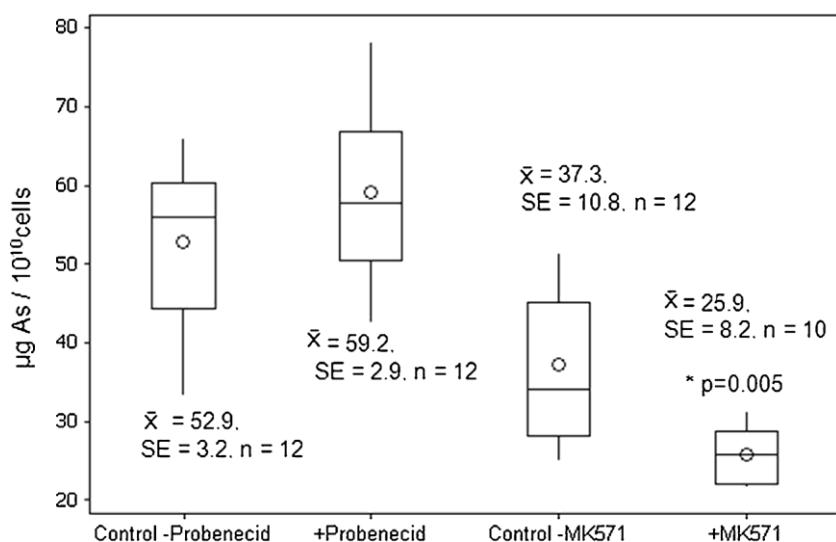 µg As / 10¹⁰cells
80
70
60
50
40
30
20
x̄ = 52.9.
SE = 3.2. n = 12
x̄ = 59.2.
SE = 2.9. n = 12
x̄ = 37.3.
SE = 10.8. n = 12
x̄ = 25.9.
SE = 8.2. n = 10
* p=0.005
Control -Probenecid
+Probenecid
Control -MK571
+MK571